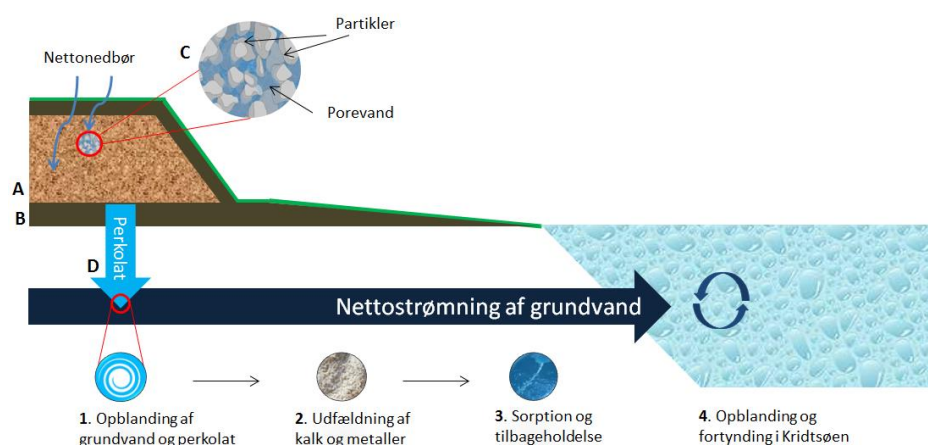 Partikler
C
Nettonedbør
Porevand
A
B
Perkolat
D
Nettostrømning af grundvand
1. Opblanding af
grundvand og perkolat
2. Udfældning af
kalk og metaller
3. Sorption og
tilbageholdelse
4. Opblanding og
fortynding i Kridtsøen